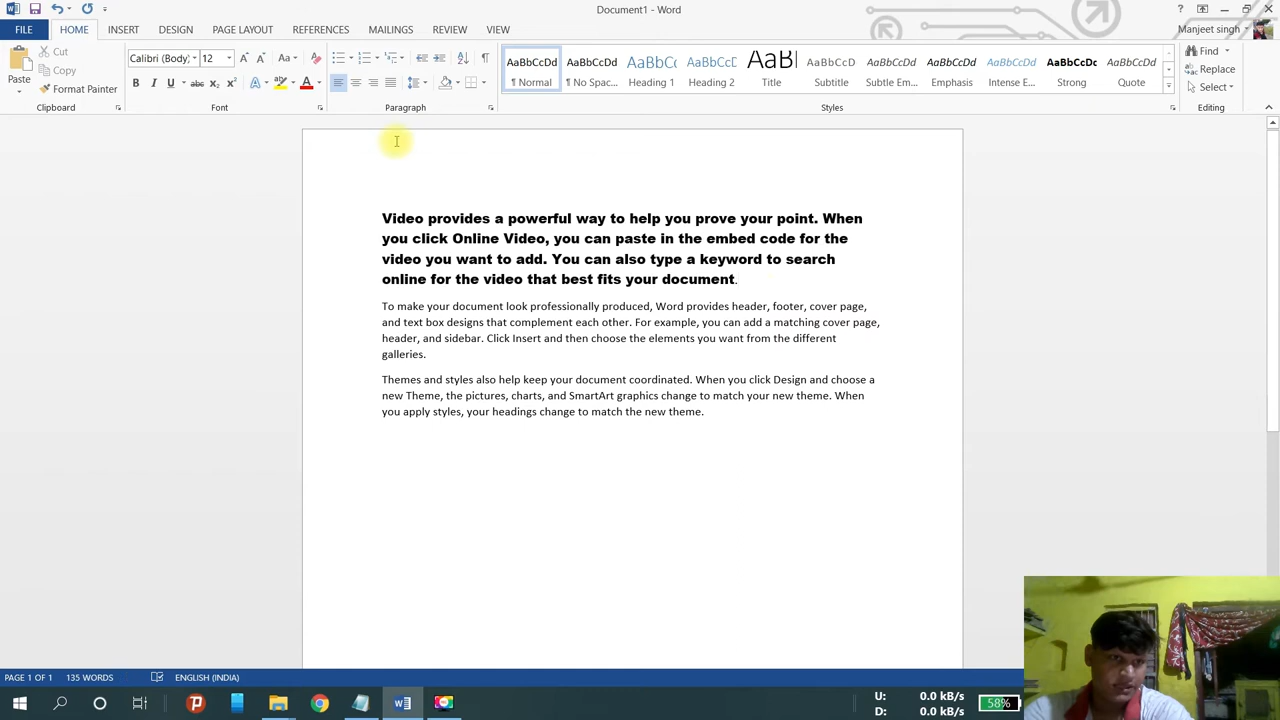 Document1 - Word
FILE HOME INSERT DESIGN PAGE LAYOUT REFERENCES MAILINGS REVIEW VIEW Manjeet singh
Paste
Cut
Copy
Format Painter
Clipboard
Calibri (Body) 12 Aa
B I U abc x₂ x² A ab A
Font
Paragraph
AaBbCcDd AaBbCcDd AaBbCc AaBbCcD AaB AaBbCcD AaBbCcDd AaBbCcDd AaBbCcDd AaBbCcDd AaBbCcDd
¶ Normal ¶ No Spac... Heading 1 Heading 2 Title Subtitle Subtle Em... Emphasis Intense E... Strong Quote
Styles
Find
Replace
Select
Editing
Video provides a powerful way to help you prove your point. When
you click Online Video, you can paste in the embed code for the
video you want to add. You can also type a keyword to search
online for the video that best fits your document.
To make your document look professionally produced, Word provides header, footer, cover page,
and text box designs that complement each other. For example, you can add a matching cover page,
header, and sidebar. Click Insert and then choose the elements you want from the different
galleries.
Themes and styles also help keep your document coordinated. When you click Design and choose a
new Theme, the pictures, charts, and SmartArt graphics change to match your new theme. When
you apply styles, your headings change to match the new theme.
PAGE 1 OF 1 135 WORDS ENGLISH (INDIA)
U: 0.0 kB/s
D: 0.0 kB/s
58%